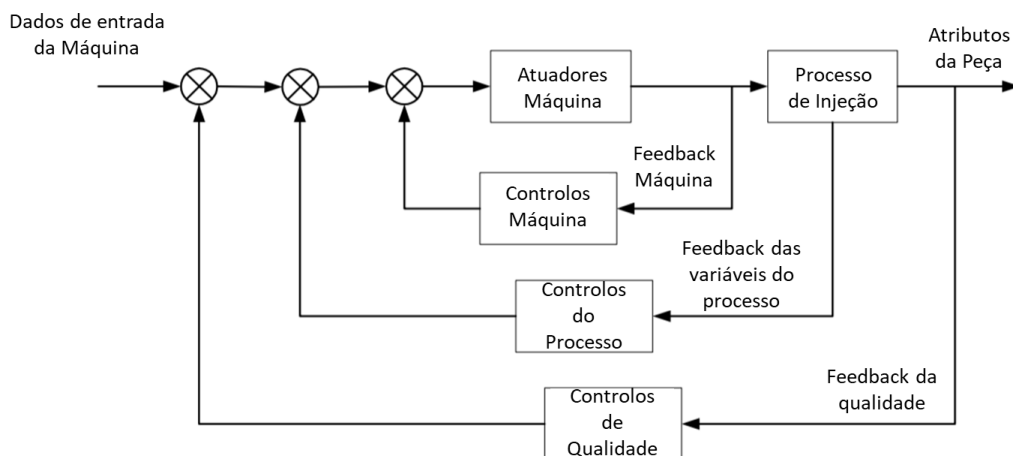 Dados de entrada
da Máquina
Atributos
da Peça
Atuadores
Máquina
Processo
de Injeção
Feedback
Máquina
Controlos
Máquina
Feedback das
variáveis do
processo
Controlos
do
Processo
Feedback da
qualidade
Controlos
de
Qualidade